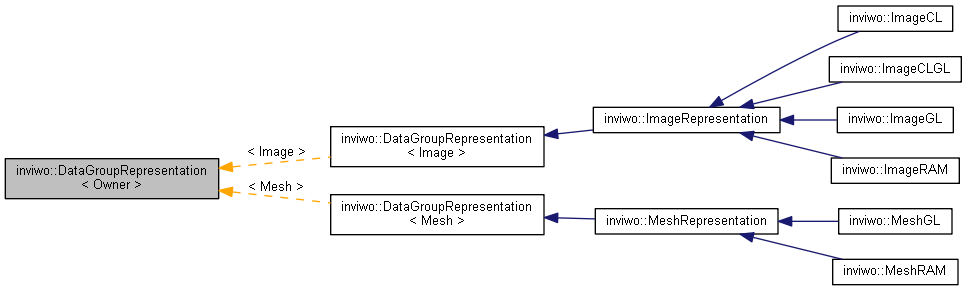 inviwo::DataGroupRepresentation
< Owner >
< Image >
< Mesh >
inviwo::DataGroupRepresentation
< Image >
inviwo::DataGroupRepresentation
< Mesh >
inviwo::ImageRepresentation
inviwo::MeshRepresentation
inviwo::ImageCL
inviwo::ImageCLGL
inviwo::ImageGL
inviwo::ImageRAM
inviwo::MeshGL
inviwo::MeshRAM